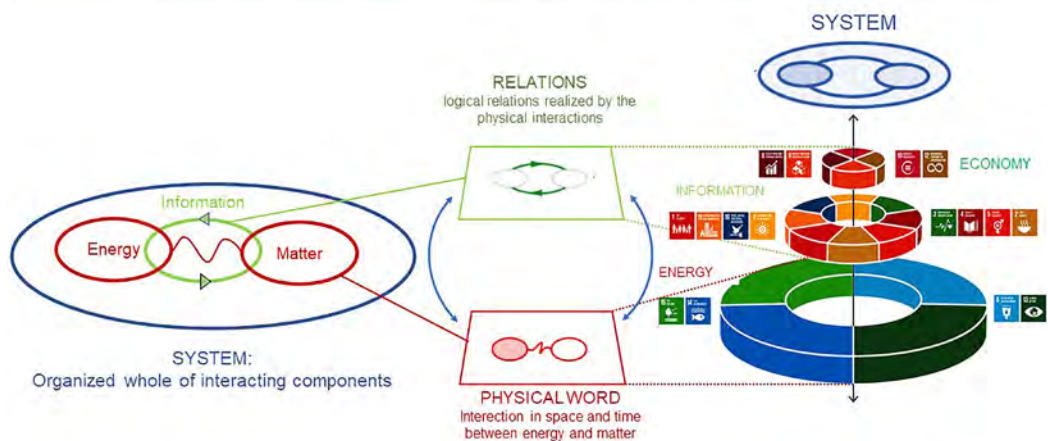 SYSTEM
RELATIONS
logical relations realized by the
physical interactions
ECONOMY
Information
INFORMATION
Energy
Matter
ENERGY
SYSTEM:
Organized whole of interacting components
PHYSICAL WORD
Interection in space and time
between energy and matter